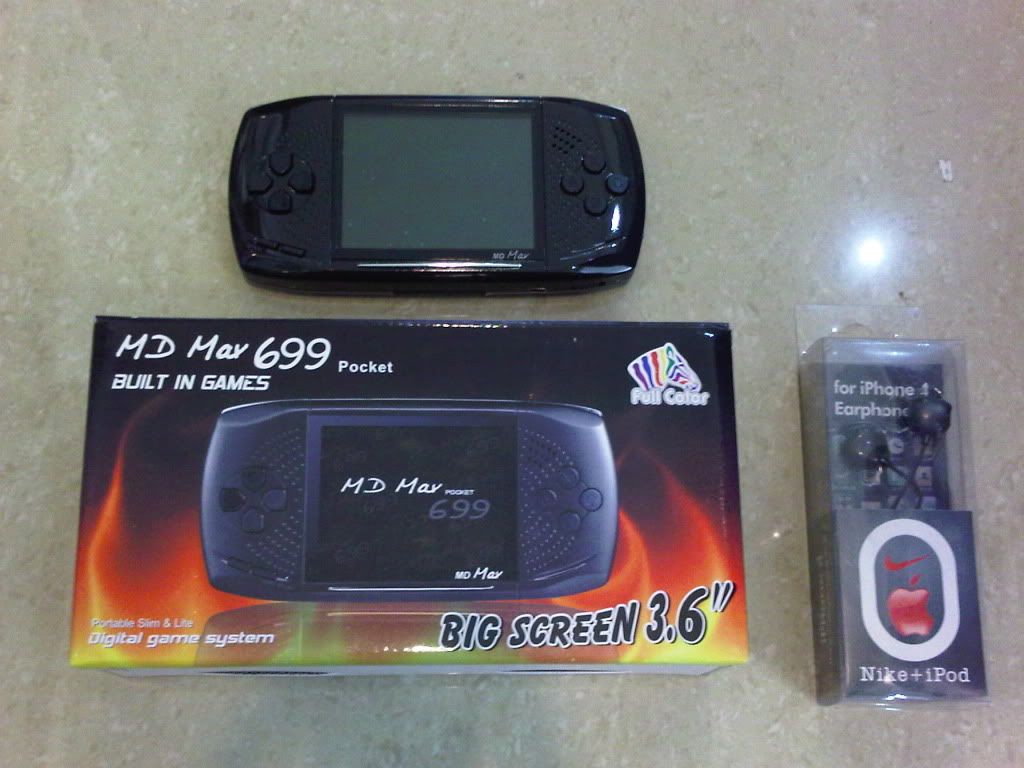 MD Mav
MD Mav 699 Pocket
BUILT IN GAMES
Full Color
MD Mav POCKET
699
MD Mav
Portable Slim & Lite
Digital game system
BIG SCREEN 3.6"
for iPhone 4
Earphone
Nike+iPod